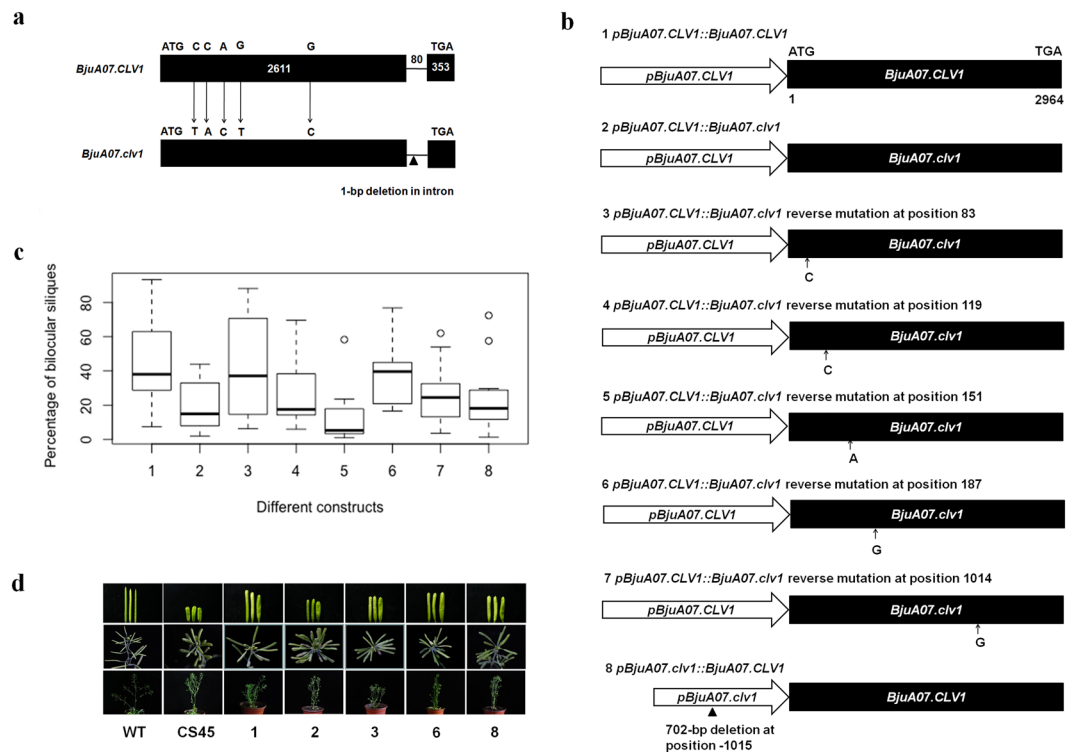 a
ATG C C A G G TGA
BjuA07.CLV1 2611 80 353
ATG T A C T C TGA
BjuA07.clv1
1-bp deletion in intron
b
1 pBjuA07.CLV1::BjuA07.CLV1
ATG TGA
pBjuA07.CLV1 BjuA07.CLV1
1 2964
2 pBjuA07.CLV1::BjuA07.clv1
pBjuA07.CLV1 BjuA07.clv1
3 pBjuA07.CLV1::BjuA07.clv1 reverse mutation at position 83
pBjuA07.CLV1 BjuA07.clv1
C
4 pBjuA07.CLV1::BjuA07.clv1 reverse mutation at position 119
pBjuA07.CLV1 BjuA07.clv1
C
5 pBjuA07.CLV1::BjuA07.clv1 reverse mutation at position 151
pBjuA07.CLV1 BjuA07.clv1
A
6 pBjuA07.CLV1::BjuA07.clv1 reverse mutation at position 187
pBjuA07.CLV1 BjuA07.clv1
G
7 pBjuA07.CLV1::BjuA07.clv1 reverse mutation at position 1014
pBjuA07.CLV1 BjuA07.clv1
G
8 pBjuA07.clv1::BjuA07.CLV1
pBjuA07.clv1 BjuA07.CLV1
702-bp deletion at
position -1015
c
Percentage of bilocular siliques
80
60
40
20
0
1 2 3 4 5 6 7 8
Different constructs
d
WT CS45 1 2 3 6 8